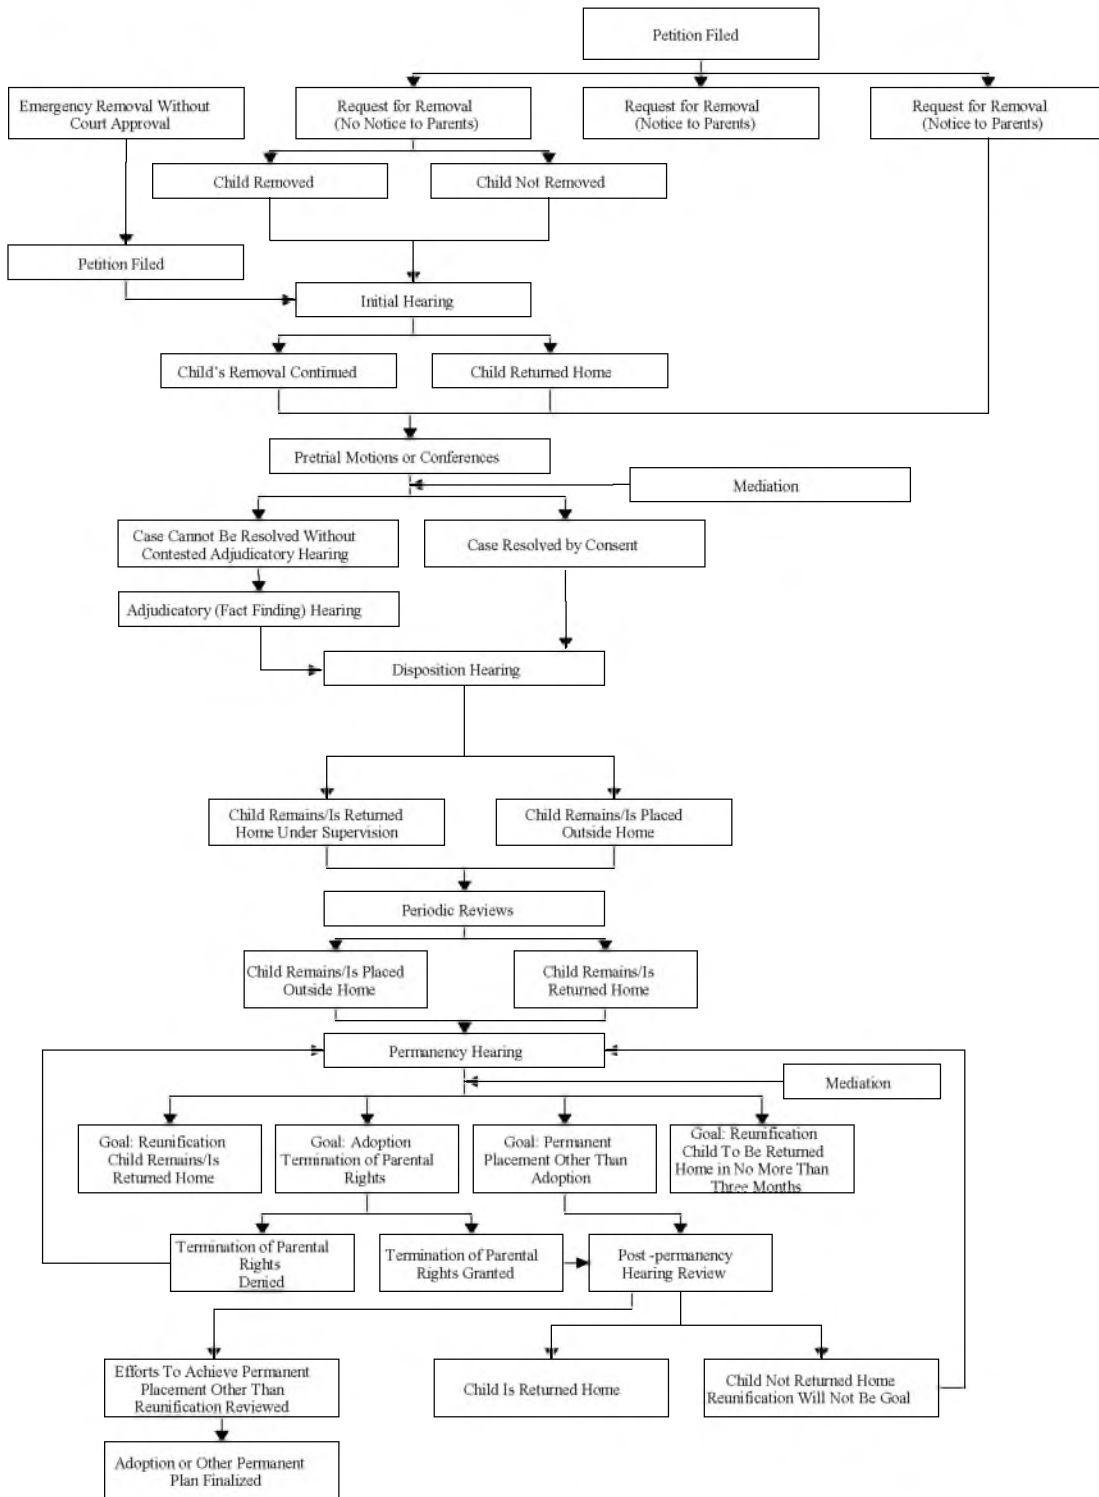 Petition Filed
Emergency Removal Without
Court Approval
Request for Removal
(No Notice to Parents)
Request for Removal
(Notice to Parents)
Request for Removal
(Notice to Parents)
Child Removed
Child Not Removed
Petition Filed
Initial Hearing
Child's Removal Continued
Child Returned Home
Pretrial Motions or Conferences
Mediation
Case Cannot Be Resolved Without
Contested Adjudicatory Hearing
Case Resolved by Consent
Adjudicatory (Fact Finding) Hearing
Disposition Hearing
Child Remains/Is Returned
Home Under Supervision
Child Remains/Is Placed
Outside Home
Periodic Reviews
Child Remains/Is Placed
Outside Home
Child Remains/Is
Returned Home
Permanency Hearing
Mediation
Goal: Reunification
Child Remains/Is
Returned Home
Goal: Adoption
Termination of Parental
Rights
Goal: Permanent
Placement Other Than
Adoption
Goal: Reunification
Child To Be Returned
Home in No More Than
Three Months
Termination of Parental
Rights
Denied
Termination of Parental
Rights Granted
Post -permanency
Hearing Review
Efforts To Achieve Permanent
Placement Other Than
Reunification Reviewed
Child Is Returned Home
Child Not Returned Home
Reunification Will Not Be Goal
Adoption or Other Permanent
Plan Finalized